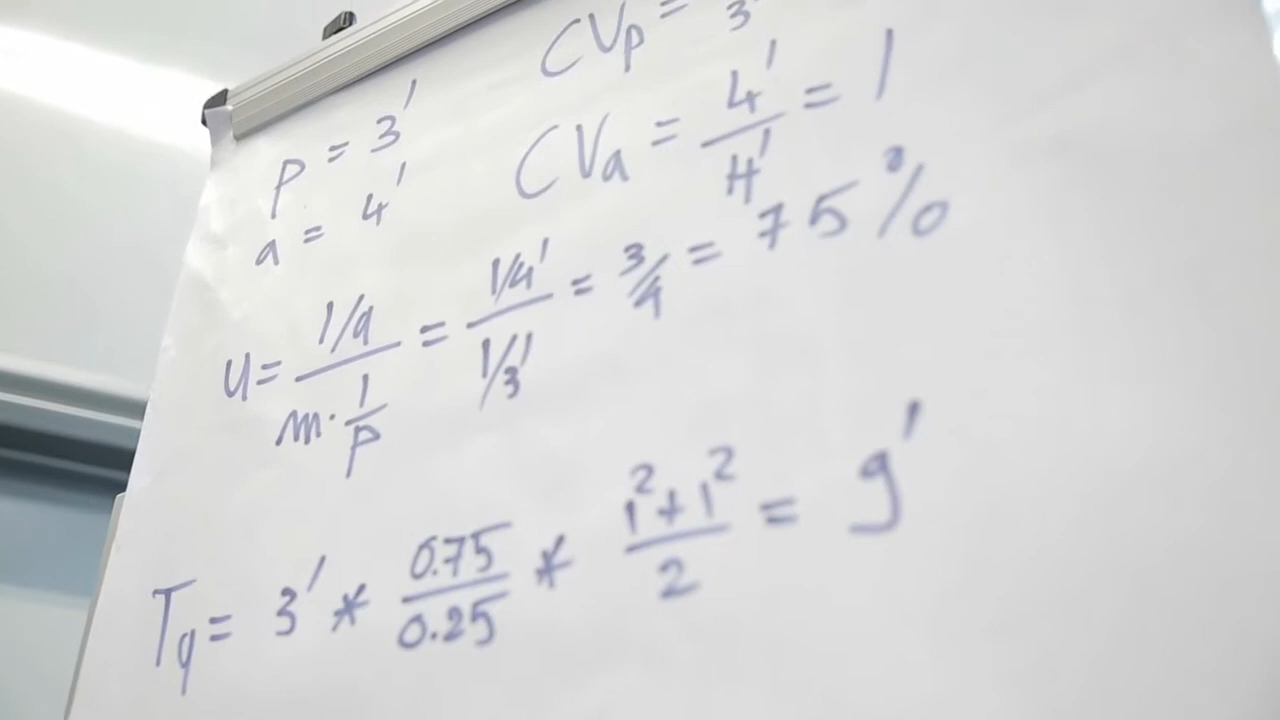 CVp = 3'
p = 3'
CVa = 4'/4' = 1
a = 4'
u = (1/a)/(m · 1/p) = (1/4')/(1/3') = 3/4 = 75%
Tq = 3' * 0.75/0.25 * (1² + 1²)/2 = 9'